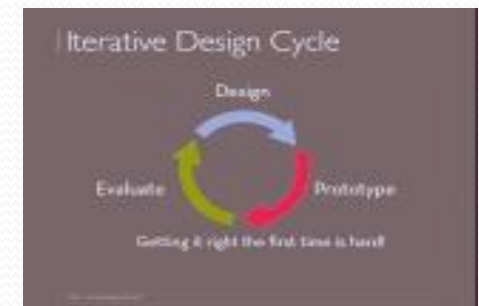 Iterative Design Cycle
Design
Evaluate
Prototype
Getting it right the first time is hard!